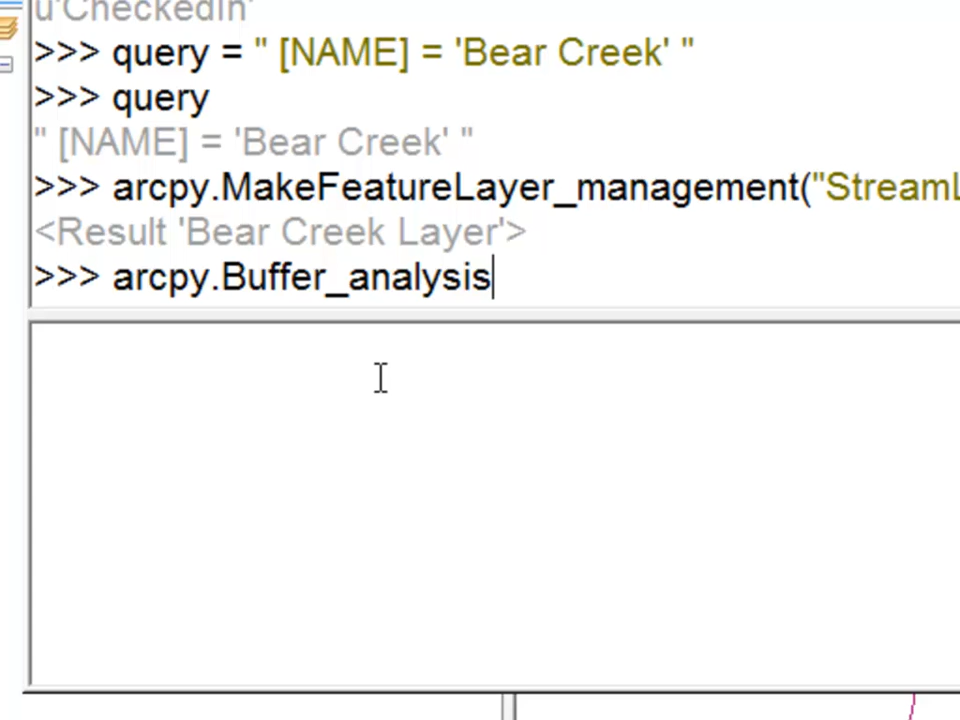 u'CheckedIn'
>>> query = " [NAME] = 'Bear Creek' "
>>> query
" [NAME] = 'Bear Creek' "
>>> arcpy.MakeFeatureLayer_management("StreamL
<Result 'Bear Creek Layer'>
>>> arcpy.Buffer_analysis